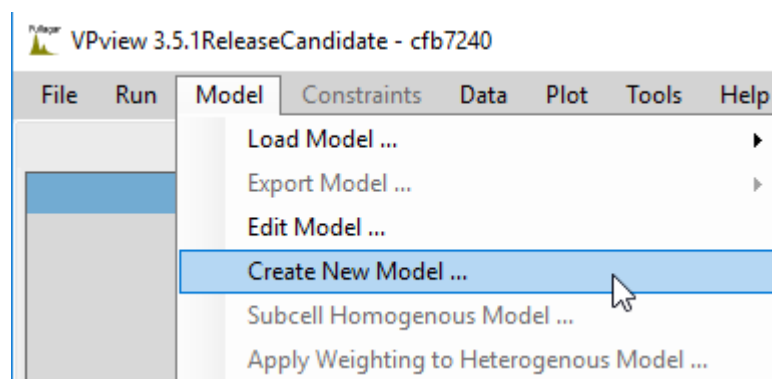 Fullagar
VPview 3.5.1ReleaseCandidate - cfb7240
File Run Model Constraints Data Plot Tools Help
Load Model ...
Export Model ...
Edit Model ...
Create New Model ...
Subcell Homogenous Model ...
Apply Weighting to Heterogenous Model ...